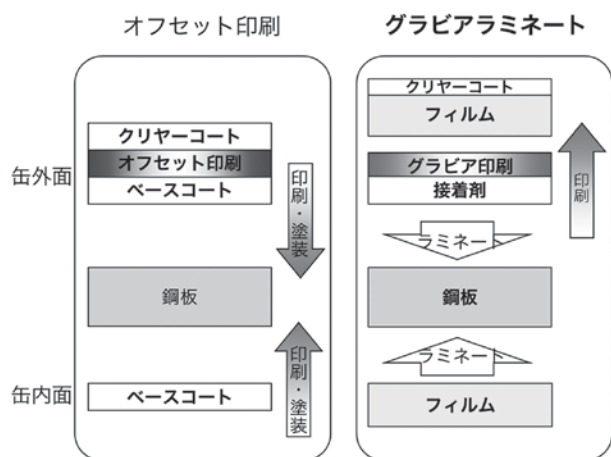 オフセット印刷
缶外面
クリヤーコート
オフセット印刷
ベースコート
印刷・塗装
鋼板
印刷・塗装
缶内面
ベースコート
グラビアラミネート
クリヤーコート
フィルム
グラビア印刷
接着剤
印刷
ラミネート
鋼板
ラミネート
フィルム